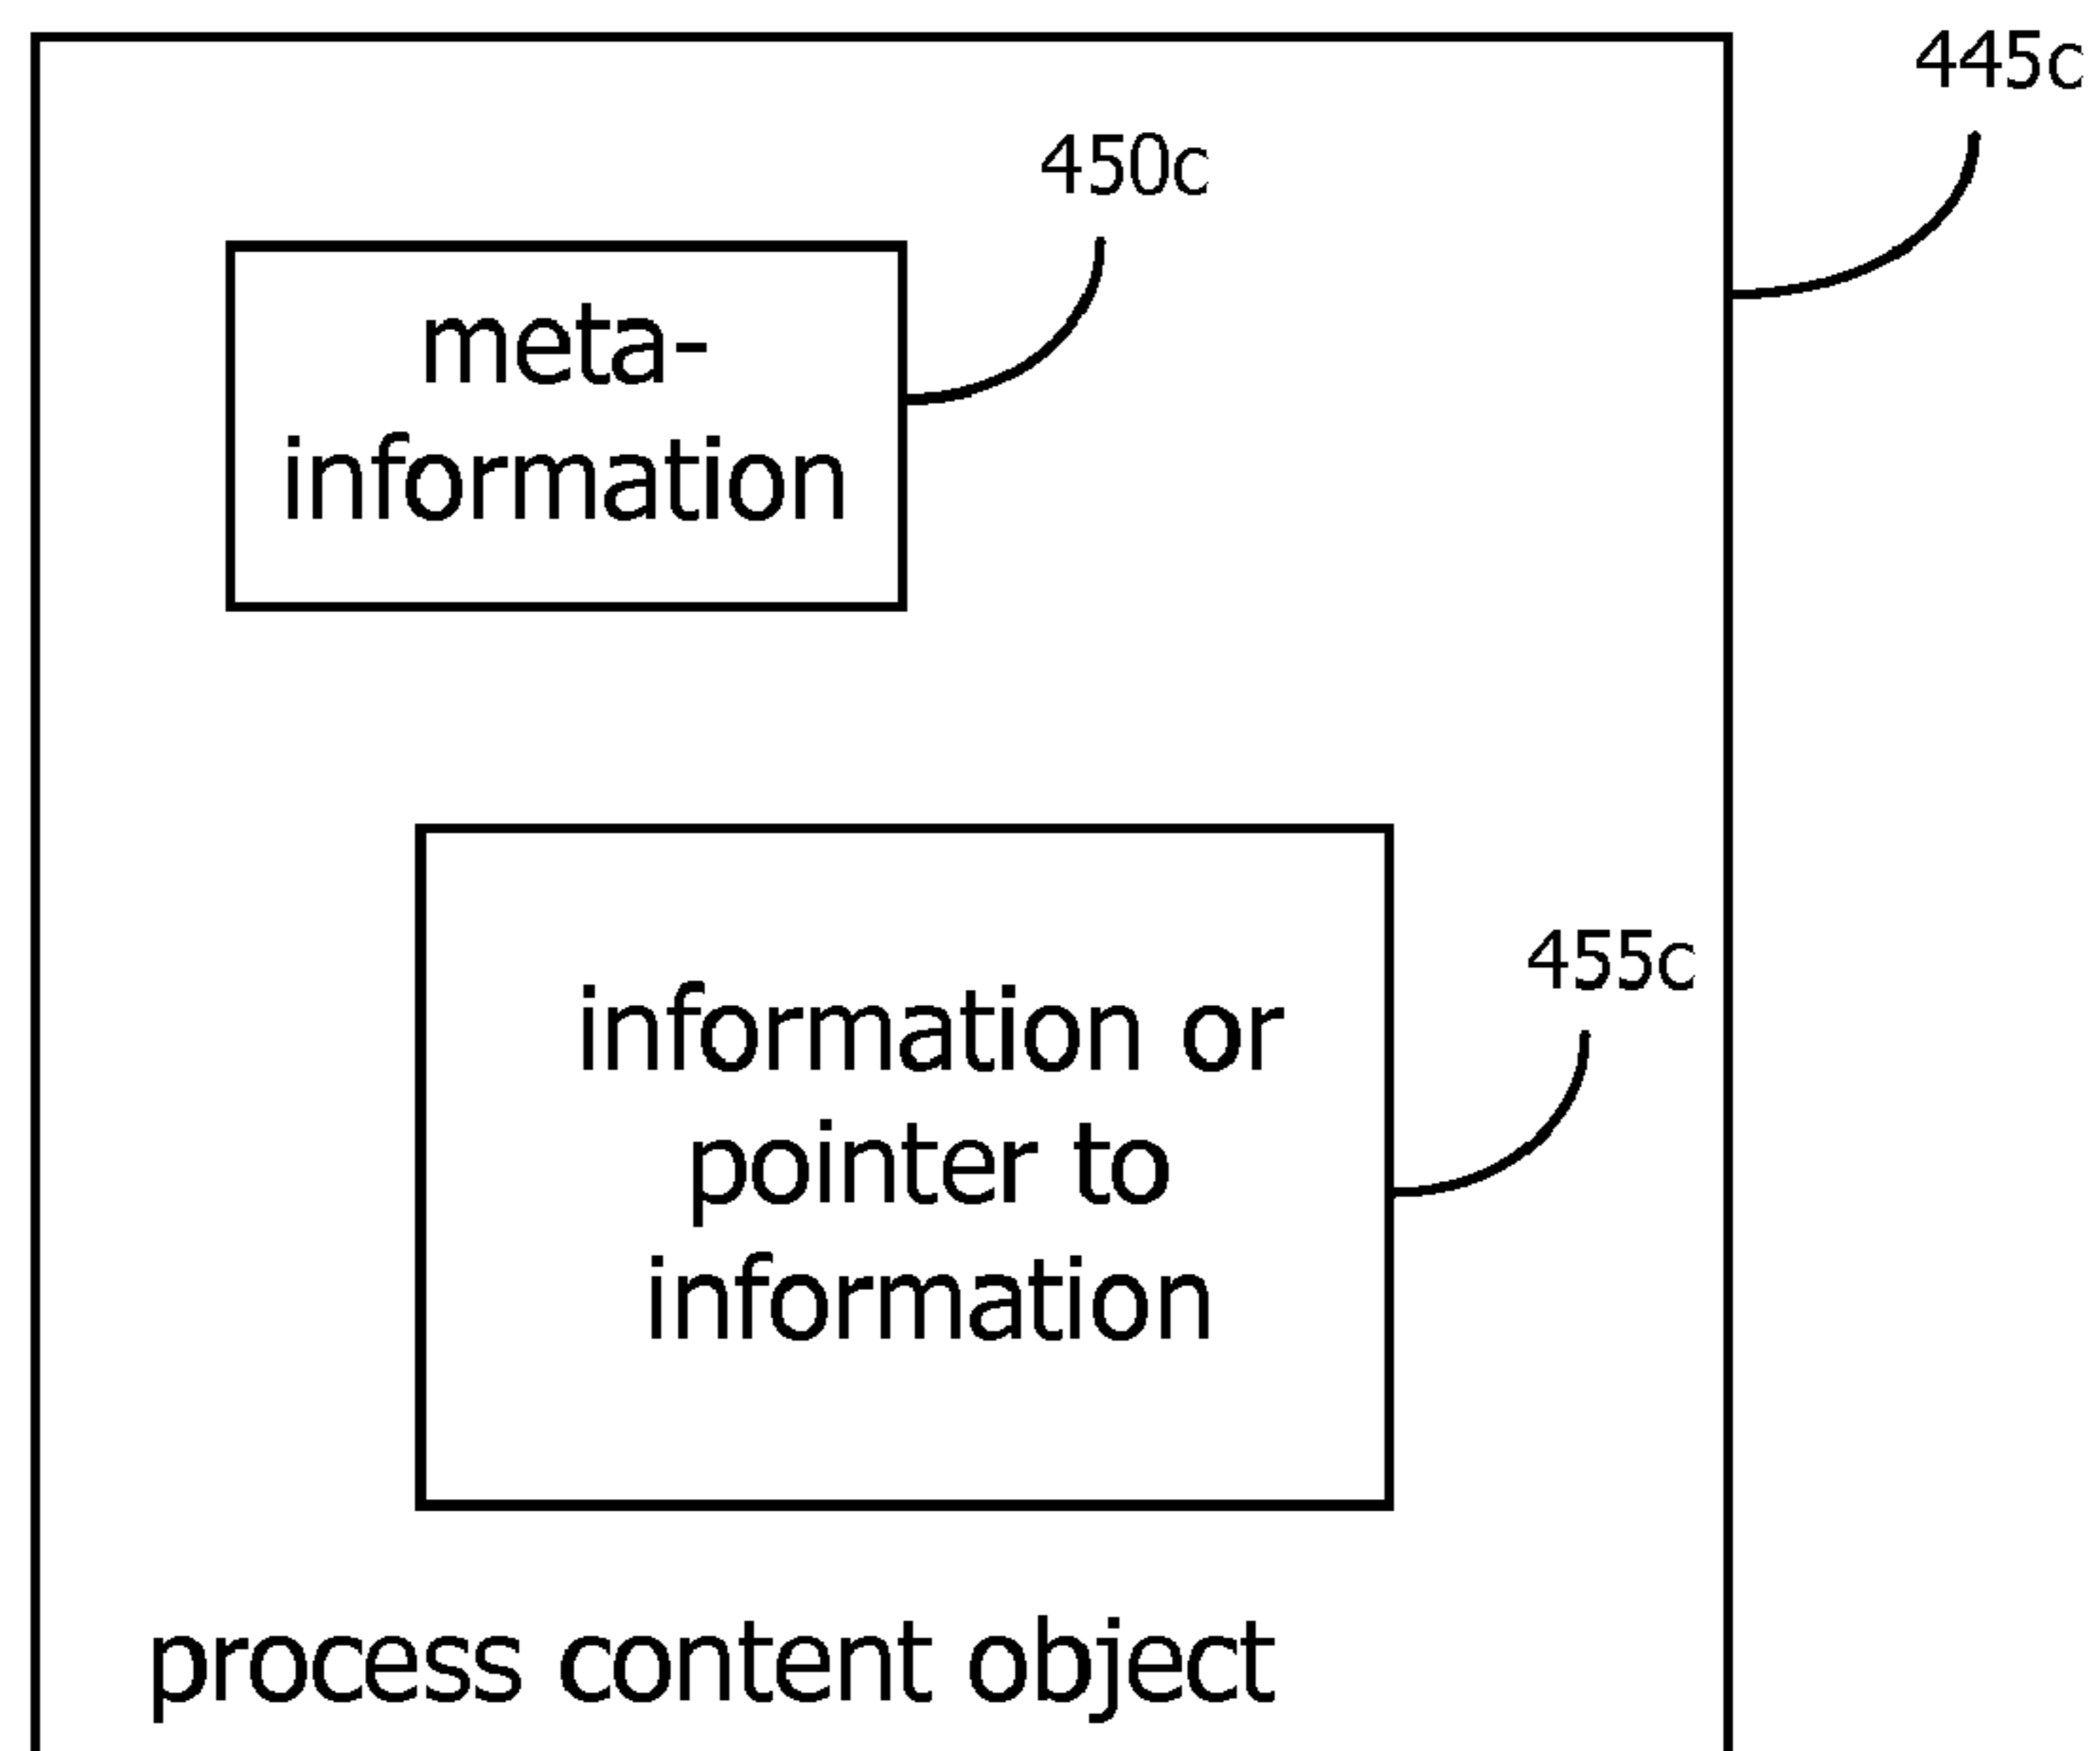 445c
450c
meta-
information
455c
information or
pointer to
information
process content object